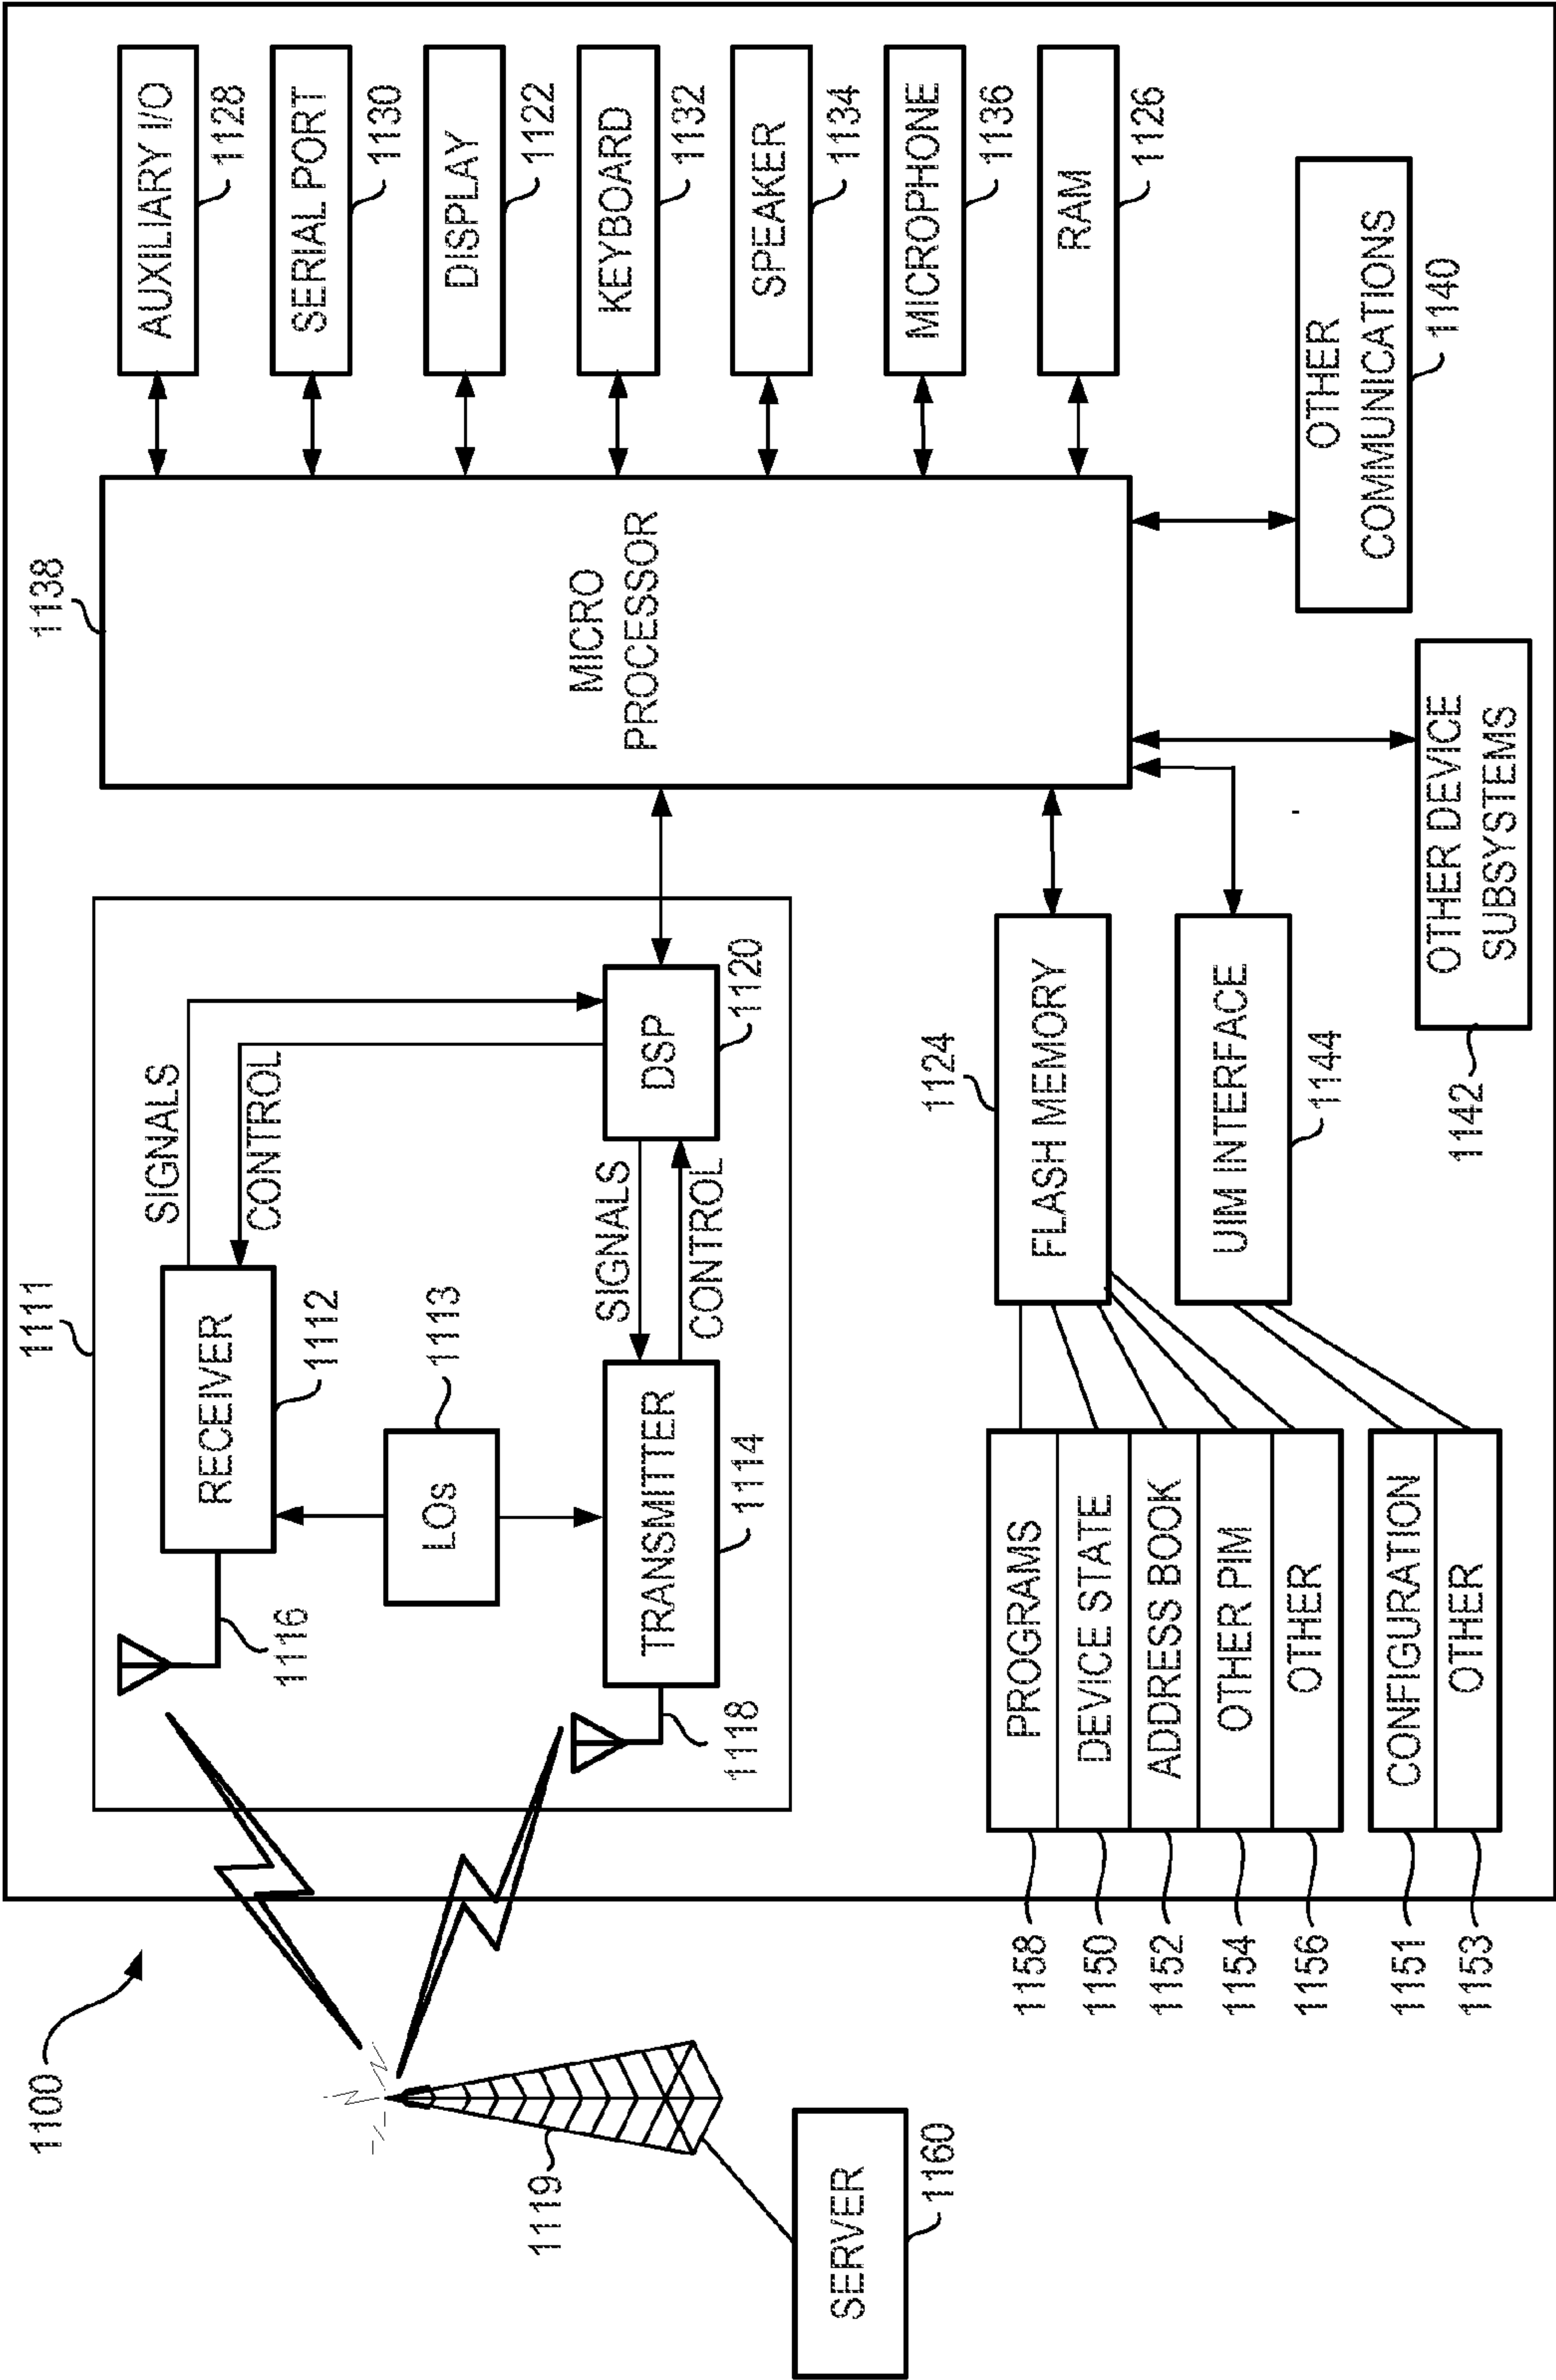 1100
1111
1138
SIGNALS
AUXILIARY I/O
1128
1116
RECEIVER
1112
CONTROL
SERIAL PORT
1130
DISPLAY
1122
LOs
1113
1119
SIGNALS
MICRO
PROCESSOR
KEYBOARD
1132
TRANSMITTER
1114
DSP
1120
1118
CONTROL
SPEAKER
1134
SERVER
1160
MICROPHONE
1136
1124
1158
PROGRAMS
FLASH MEMORY
RAM
1126
1150
DEVICE STATE
1152
ADDRESS BOOK
1154
OTHER PIM
UIM INTERFACE
1144
1156
OTHER
OTHER
COMMUNICATIONS
1140
1151
CONFIGURATION
1153
OTHER
1142
OTHER DEVICE
SUBSYSTEMS